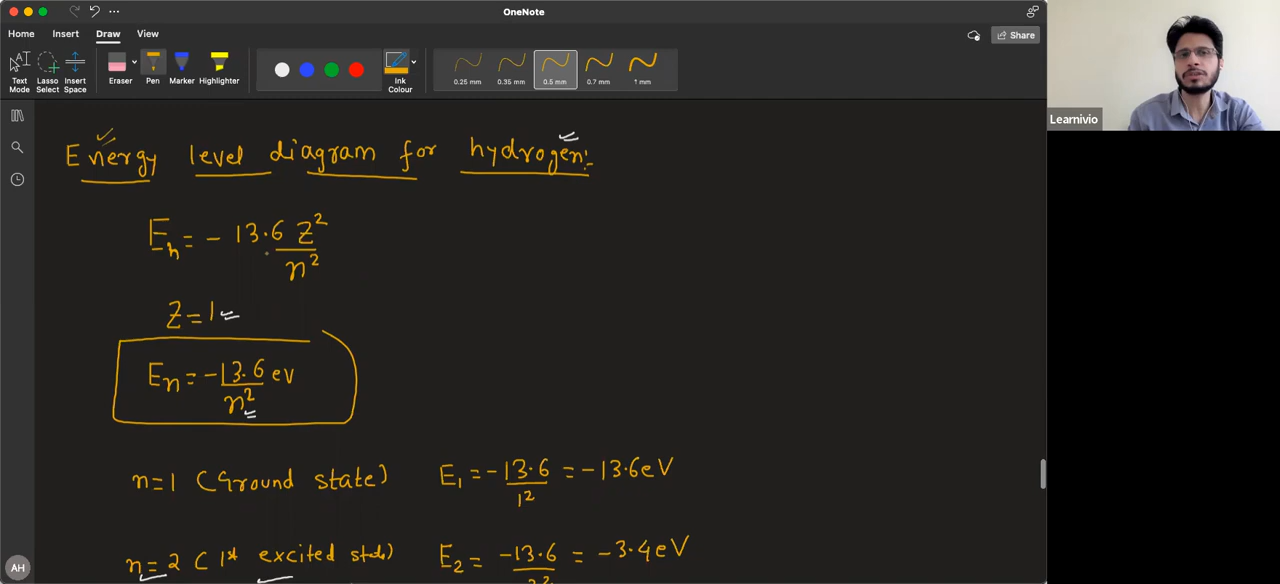 OneNote
Home Insert Draw View
Share
Text Mode
Lasso Select
Insert Space
Eraser
Pen
Marker
Highlighter
Ink Colour
0.25 mm
0.35 mm
0.5 mm
0.7 mm
1 mm
Learnivio
Energy level diagram for hydrogen:
Eₙ = - 13.6 Z²/n²
Z = 1
Eₙ = -13.6/n² ev
n=1 (Ground state) E₁ = -13.6/1² = -13.6eV
n=2 (1st excited state) E₂ = -13.6/2² = -3.4eV
AH